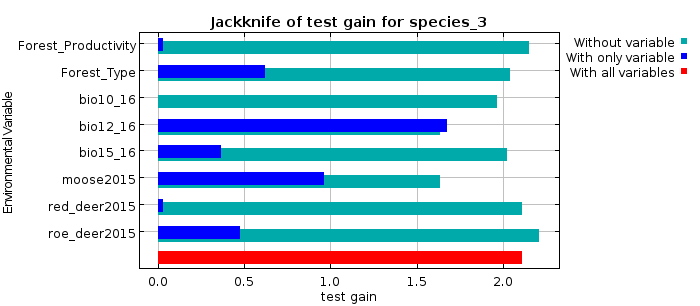 Jackknife of test gain for species_3
Forest_Productivity
Forest_Type
bio10_16
bio12_16
bio15_16
moose2015
red_deer2015
roe_deer2015
Environmental Variable
0.0 0.5 1.0 1.5 2.0
test gain
Without variable
With only variable
With all variables